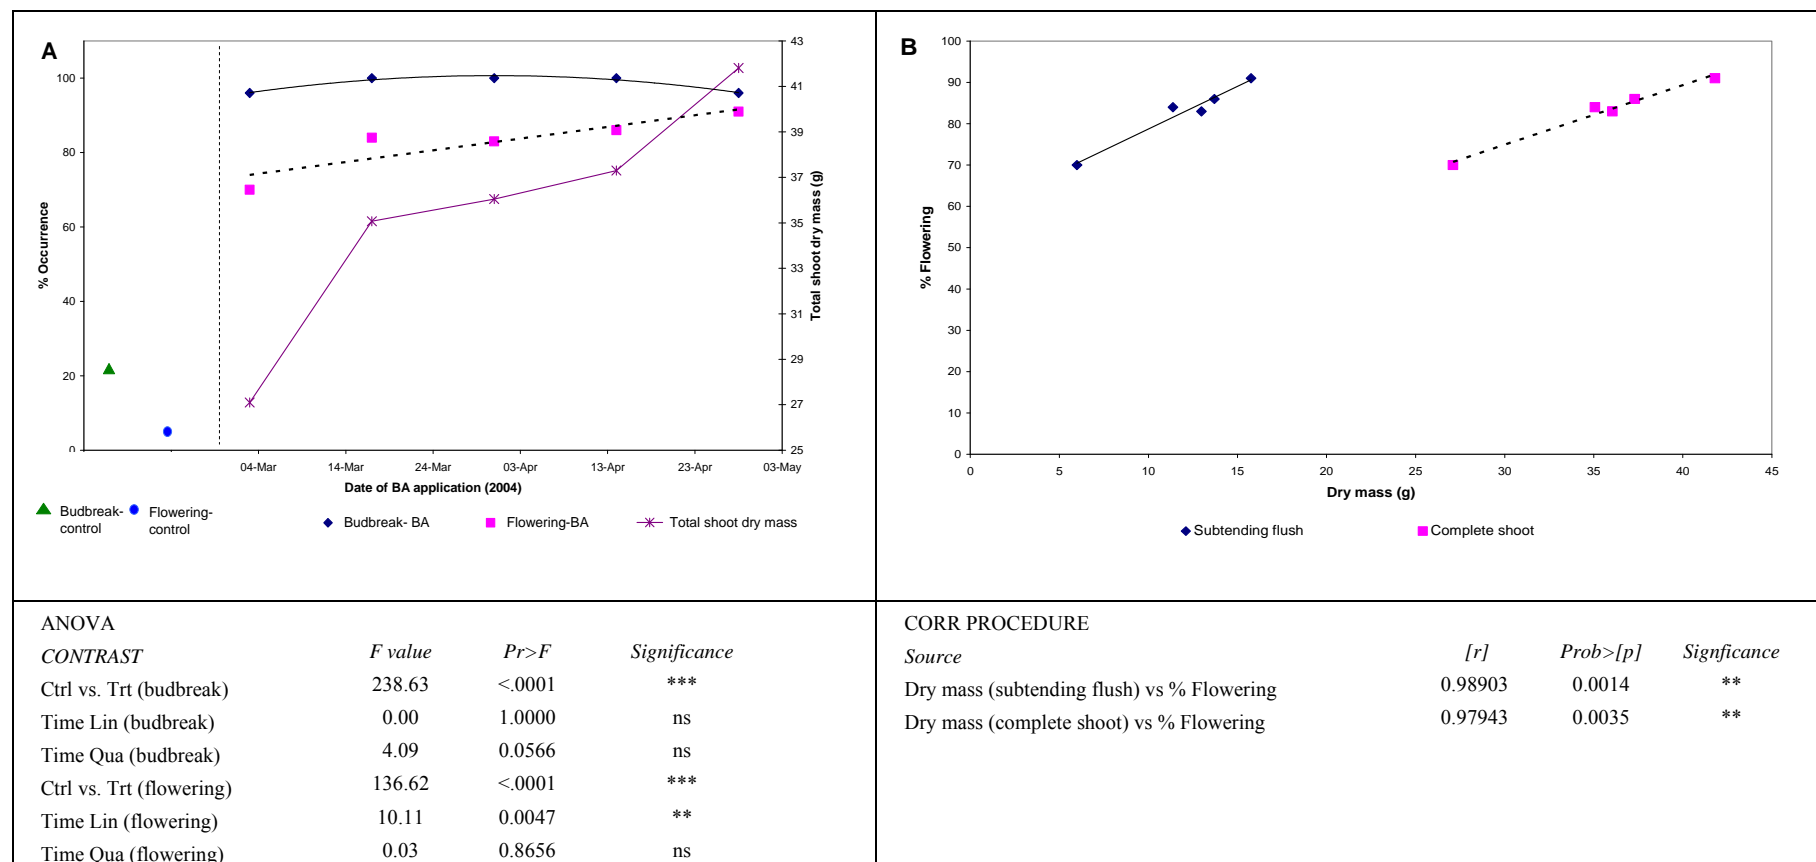 A
100
80
60
40
20
0
% Occurrence
43
41
39
37
35
33
31
29
27
25
Total shoot dry mass (g)
04-Mar 14-Mar 24-Mar 03-Apr 13-Apr 23-Apr 03-May
Date of BA application (2004)
Budbreak-control
Flowering-control
Budbreak- BA
Flowering-BA
Total shoot dry mass
B
100
90
80
70
60
50
40
30
20
10
0
% Flowering
0 5 10 15 20 25 30 35 40 45
Dry mass (g)
Subtending flush
Complete shoot
ANOVA
CONTRAST F value Pr>F Significance
Ctrl vs. Trt (budbreak) 238.63 <.0001 ***
Time Lin (budbreak) 0.00 1.0000 ns
Time Qua (budbreak) 4.09 0.0566 ns
Ctrl vs. Trt (flowering) 136.62 <.0001 ***
Time Lin (flowering) 10.11 0.0047 **
Time Qua (flowering) 0.03 0.8656 ns
CORR PROCEDURE
Source [r] Prob>[p] Signficance
Dry mass (subtending flush) vs % Flowering 0.98903 0.0014 **
Dry mass (complete shoot) vs % Flowering 0.97943 0.0035 **